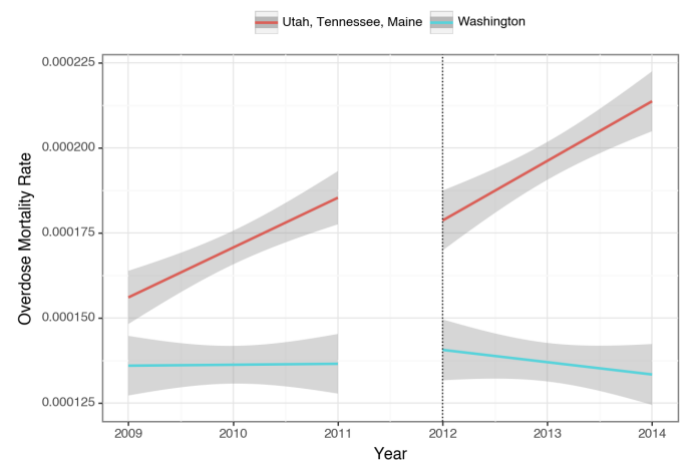 Utah, Tennessee, Maine Washington
0.000225
0.000200
0.000175
0.000150
0.000125
Overdose Mortality Rate
2009 2010 2011 2012 2013 2014
Year